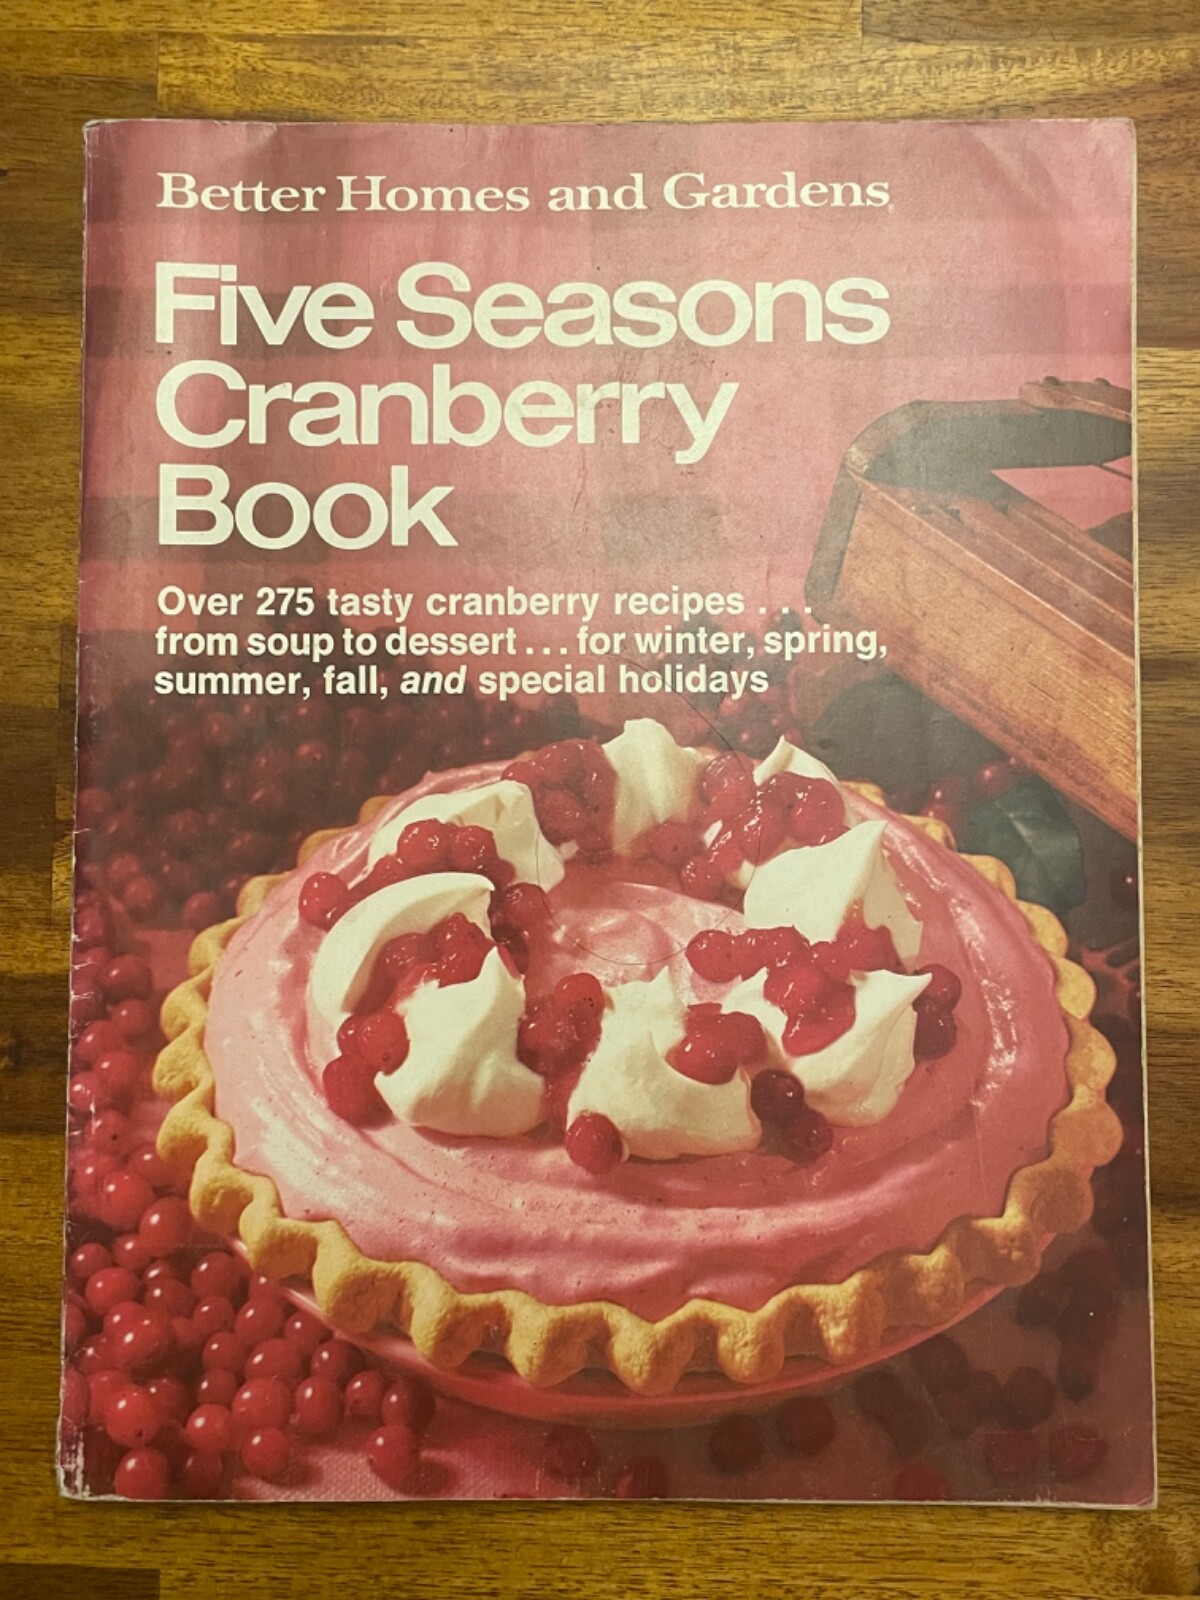 Better Homes and Gardens
Five Seasons
Cranberry
Book
Over 275 tasty cranberry recipes . . .
from soup to dessert . . . for winter, spring,
summer, fall, and special holidays